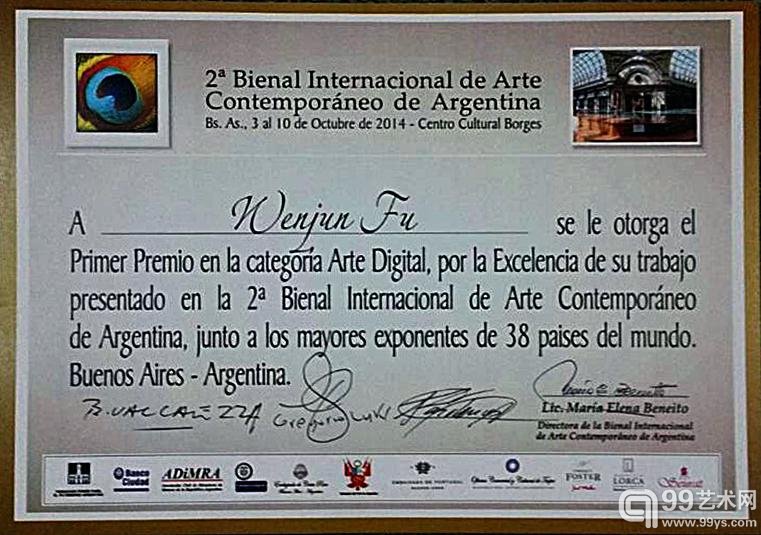 2ª Bienal Internacional de Arte
Contemporáneo de Argentina
Bs. As., 3 al 10 de Octubre de 2014 - Centro Cultural Borges
A Wenjun Fu se le otorga el
Primer Premio en la categoría Arte Digital, por la Excelencia de su trabajo
presentado en la 2ª Bienal Internacional de Arte Contemporáneo
de Argentina, junto a los mayores exponentes de 38 paises del mundo.
Buenos Aires - Argentina.
Lic. María Elena Beneito
Directora de la Bienal Internacional
de Arte Contemporáneo de Argentina
Banco
Ciudad
ADIMRA
EMBAJADA DE PORTUGAL
FOSTER
LORCA
99艺术网
www.99ys.com